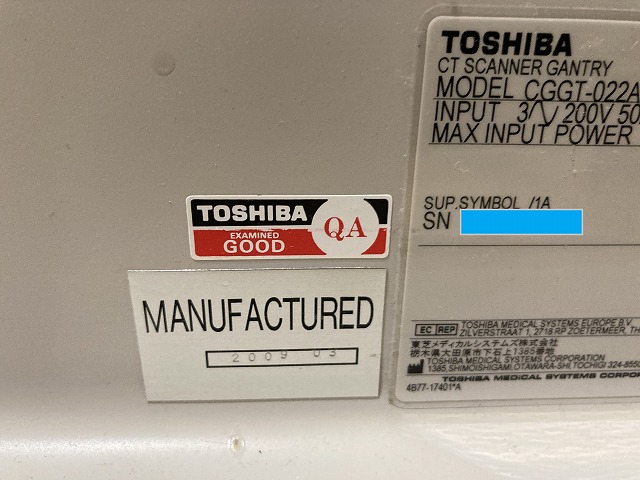 TOSHIBA
CT SCANNER GANTRY
MODEL CGGT-022A
INPUT 3 200V 50
MAX INPUT POWER
SUP.SYMBOL /1A
SN
TOSHIBA
EXAMINED
GOOD
QA
MANUFACTURED
2009 03
EC REP
TOSHIBA MEDICAL SYSTEMS EUROPE B.V.
ZILVERSTRAAT 1, 2718 RP ZOETERMEER, TH
東芝メディカルシステムズ株式会社
栃木県大田原市下石上1385番地
TOSHIBA MEDICAL SYSTEMS CORPORATION
1385,SHIMOISHIGAMI,OTAWARA-SHI,TOCHIGI 324-8550
TOSHIBA MEDICAL SYSTEMS CORPOR
4B77-17401*A